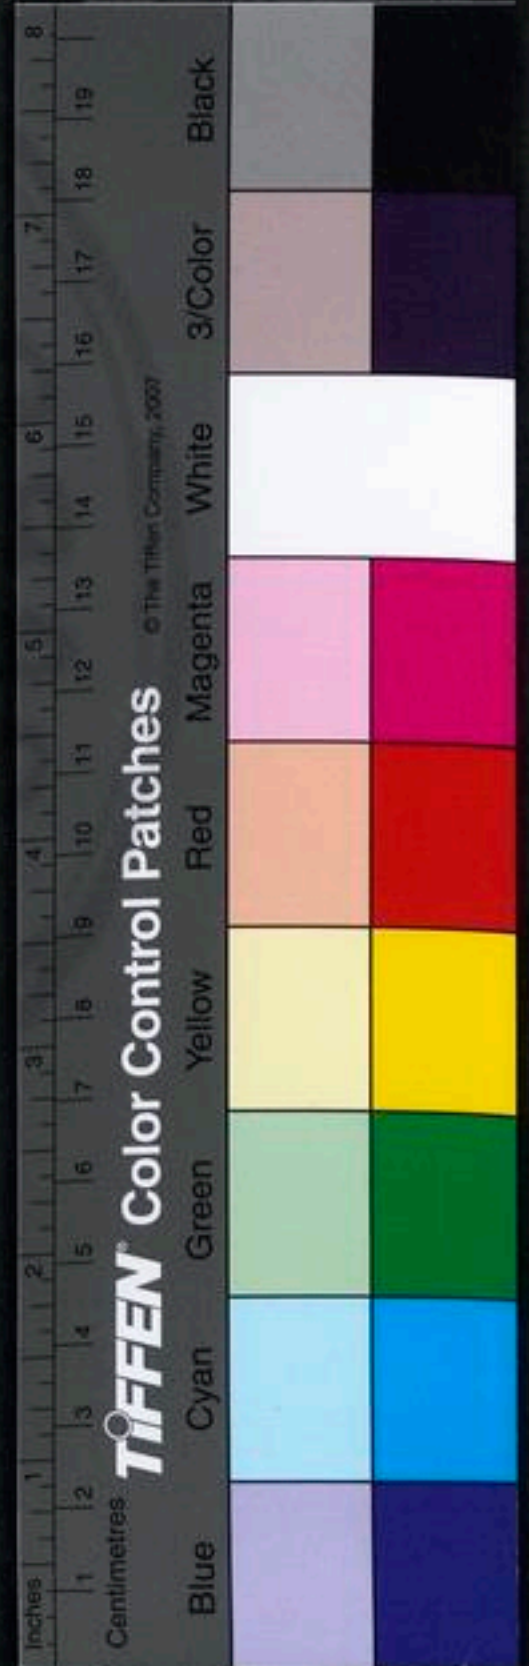 Inches 1 2 3 4 5 6 7 8
Centimetres 1 2 3 4 5 6 7 8 9 10 11 12 13 14 15 16 17 18 19
TIFFEN® Color Control Patches © The Tiffen Company, 2007
Blue Cyan Green Yellow Red Magenta White 3/Color Black